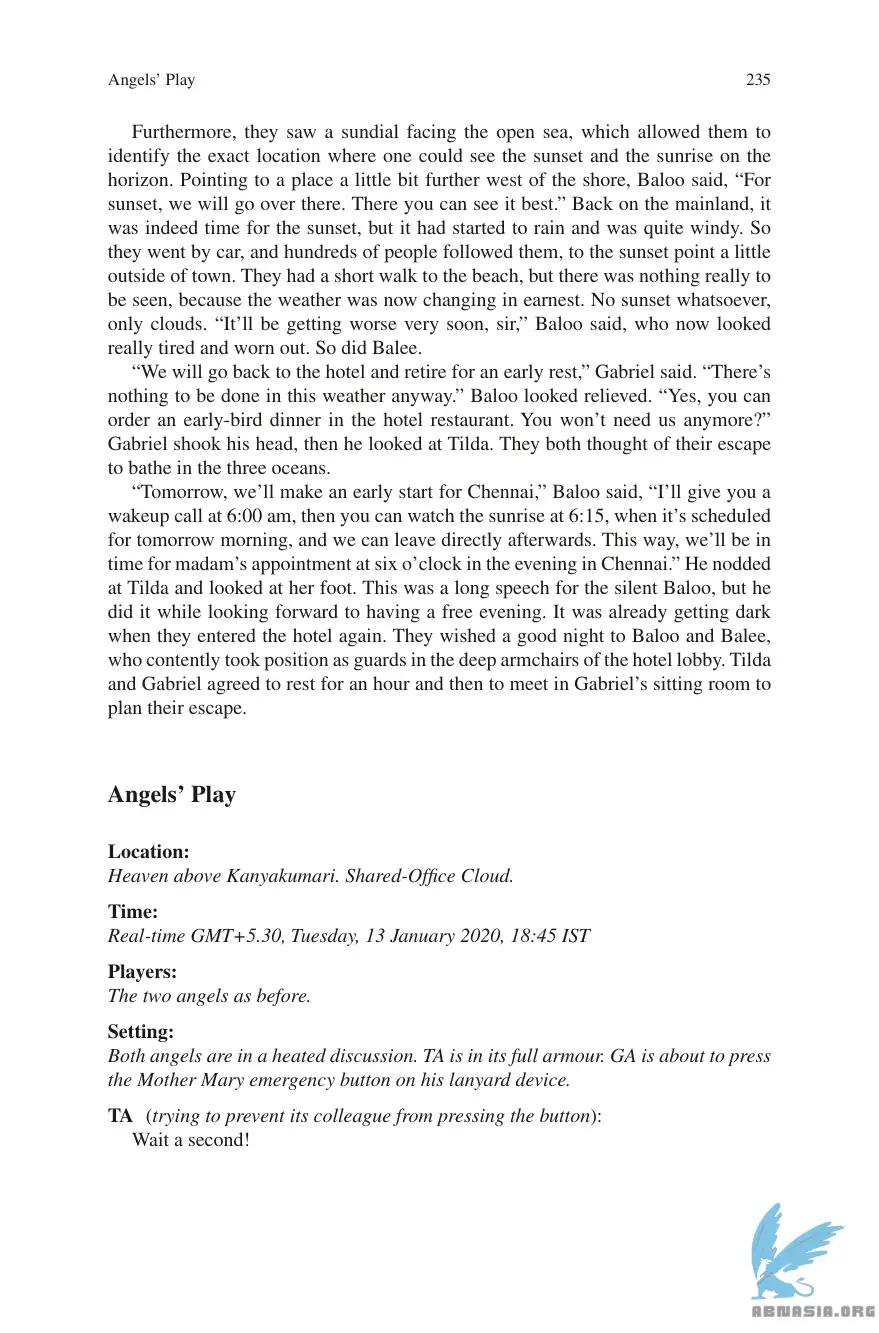 Angels’ Play 235
Furthermore, they saw a sundial facing the open sea, which allowed them to
identify the exact location where one could see the sunset and the sunrise on the
horizon. Pointing to a place a little bit further west of the shore, Baloo said, “For
sunset, we will go over there. There you can see it best.” Back on the mainland, it
was indeed time for the sunset, but it had started to rain and was quite windy. So
they went by car, and hundreds of people followed them, to the sunset point a little
outside of town. They had a short walk to the beach, but there was nothing really to
be seen, because the weather was now changing in earnest. No sunset whatsoever,
only clouds. “It’ll be getting worse very soon, sir,” Baloo said, who now looked
really tired and worn out. So did Balee.
“We will go back to the hotel and retire for an early rest,” Gabriel said. “There’s
nothing to be done in this weather anyway.” Baloo looked relieved. “Yes, you can
order an early-bird dinner in the hotel restaurant. You won’t need us anymore?”
Gabriel shook his head, then he looked at Tilda. They both thought of their escape
to bathe in the three oceans.
“Tomorrow, we’ll make an early start for Chennai,” Baloo said, “I’ll give you a
wakeup call at 6:00 am, then you can watch the sunrise at 6:15, when it’s scheduled
for tomorrow morning, and we can leave directly afterwards. This way, we’ll be in
time for madam’s appointment at six o’clock in the evening in Chennai.” He nodded
at Tilda and looked at her foot. This was a long speech for the silent Baloo, but he
did it while looking forward to having a free evening. It was already getting dark
when they entered the hotel again. They wished a good night to Baloo and Balee,
who contently took position as guards in the deep armchairs of the hotel lobby. Tilda
and Gabriel agreed to rest for an hour and then to meet in Gabriel’s sitting room to
plan their escape.
Angels’ Play
Location:
Heaven above Kanyakumari. Shared-Office Cloud.
Time:
Real-time GMT+5.30, Tuesday, 13 January 2020, 18:45 IST
Players:
The two angels as before.
Setting:
Both angels are in a heated discussion. TA is in its full armour. GA is about to press
the Mother Mary emergency button on his lanyard device.
TA (trying to prevent its colleague from pressing the button):
Wait a second!
ABNASIA.ORG